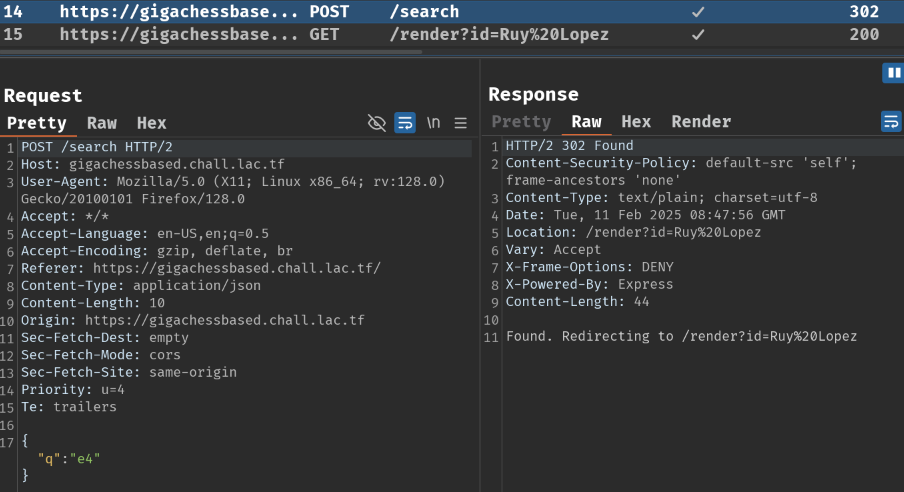 14 https://gigachessbase... POST /search 302
15 https://gigachessbase... GET /render?id=Ruy%20Lopez 200
Request
Pretty Raw Hex \n
1 POST /search HTTP/2
2 Host: gigachessbased.chall.lac.tf
3 User-Agent: Mozilla/5.0 (X11; Linux x86_64; rv:128.0)
Gecko/20100101 Firefox/128.0
4 Accept: */*
5 Accept-Language: en-US,en;q=0.5
6 Accept-Encoding: gzip, deflate, br
7 Referer: https://gigachessbased.chall.lac.tf/
8 Content-Type: application/json
9 Content-Length: 10
10 Origin: https://gigachessbased.chall.lac.tf
11 Sec-Fetch-Dest: empty
12 Sec-Fetch-Mode: cors
13 Sec-Fetch-Site: same-origin
14 Priority: u=4
15 Te: trailers
16
17 {
"q":"e4"
}
Response
Pretty Raw Hex Render
1 HTTP/2 302 Found
2 Content-Security-Policy: default-src 'self';
frame-ancestors 'none'
3 Content-Type: text/plain; charset=utf-8
4 Date: Tue, 11 Feb 2025 08:47:56 GMT
5 Location: /render?id=Ruy%20Lopez
6 Vary: Accept
7 X-Frame-Options: DENY
8 X-Powered-By: Express
9 Content-Length: 44
10
11 Found. Redirecting to /render?id=Ruy%20Lopez